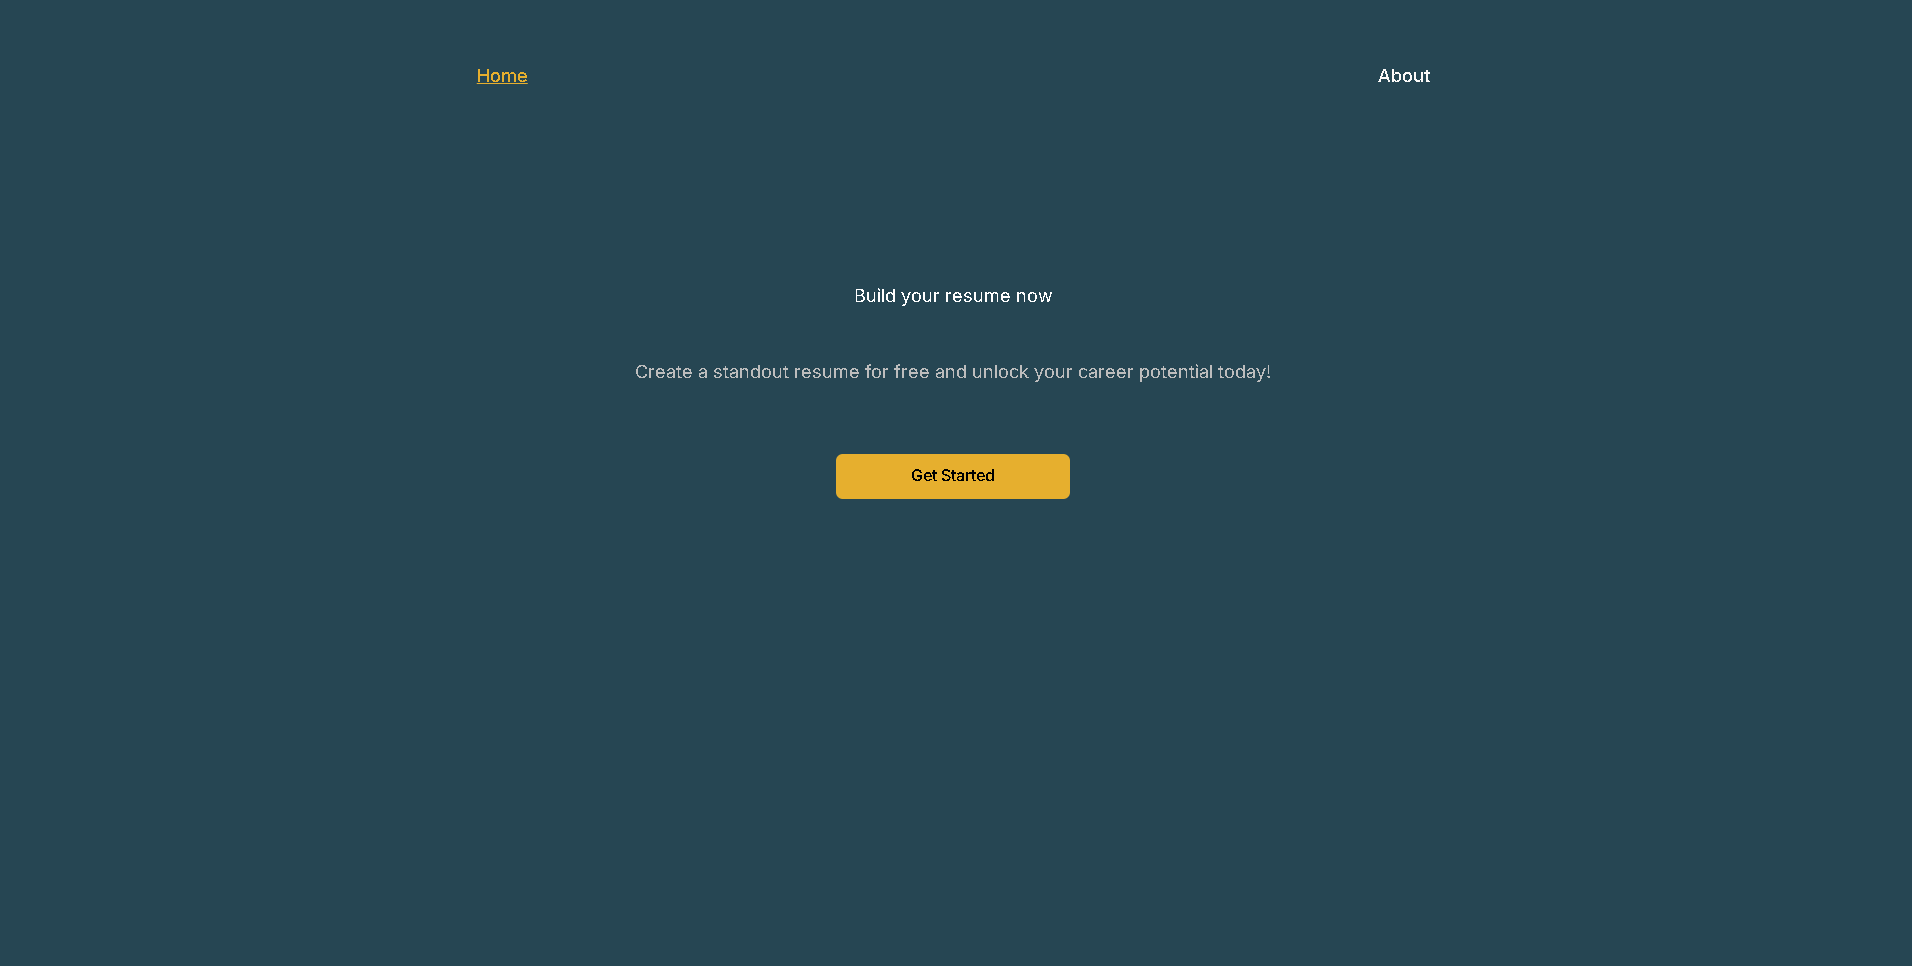 Home
About
Build your resume now
Create a standout resume for free and unlock your career potential today!
Get Started